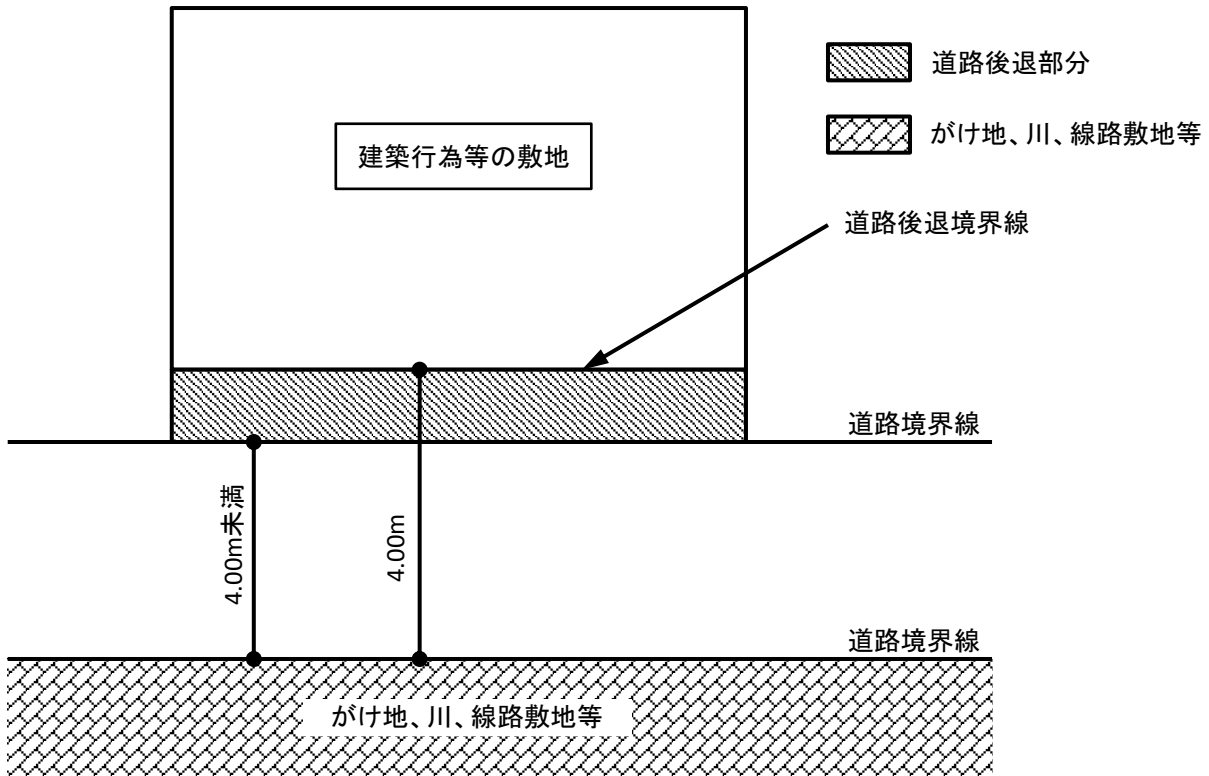 道路後退部分
がけ地、川、線路敷地等
建築行為等の敷地
道路後退境界線
道路境界線
4.00m未満
4.00m
道路境界線
がけ地、川、線路敷地等